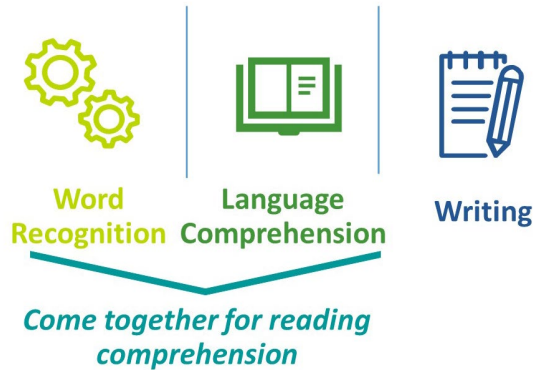 Word
Recognition
Language
Comprehension
Writing
Come together for reading
comprehension